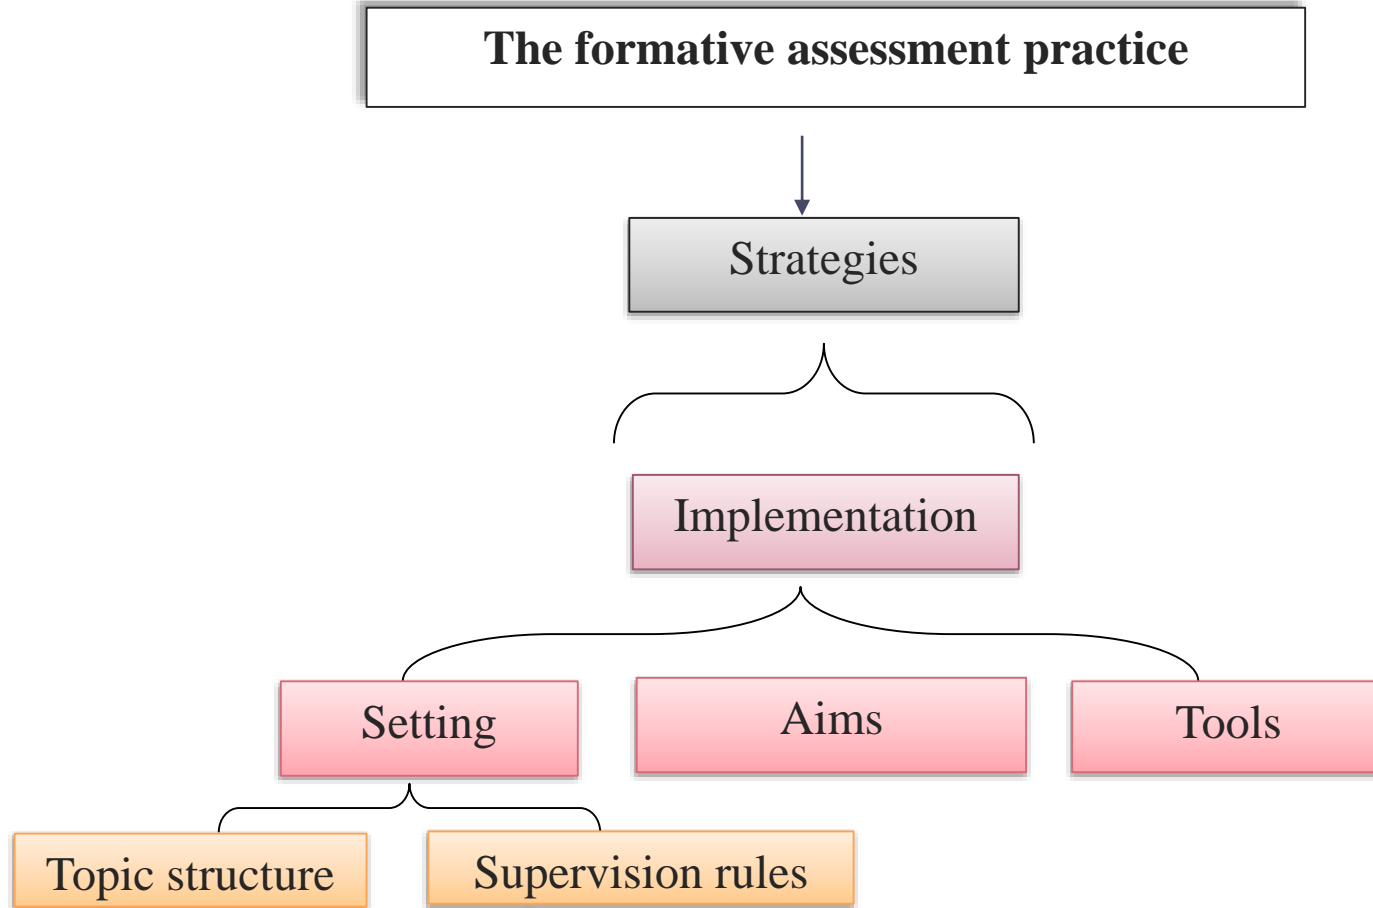 The formative assessment practice
Strategies
Implementation
Setting
Aims
Tools
Topic structure
Supervision rules